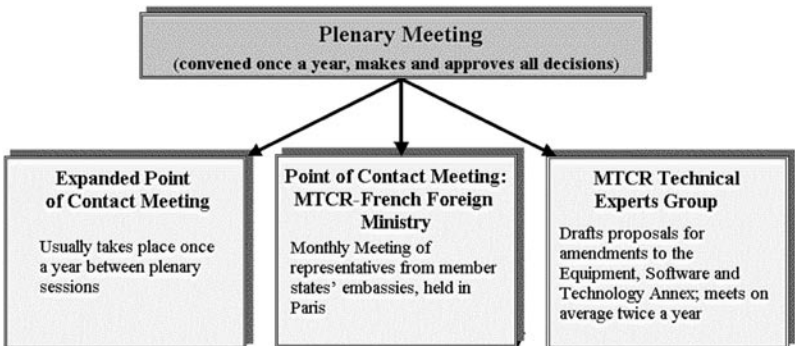 Plenary Meeting
(convened once a year, makes and approves all decisions)
Expanded Point
of Contact Meeting
Usually takes place once
a year between plenary
sessions
Point of Contact Meeting:
MTCR-French Foreign
Ministry
Monthly Meeting of
representatives from member
states’ embassies, held in
Paris
MTCR Technical
Experts Group
Drafts proposals for
amendments to the
Equipment, Software and
Technology Annex; meets on
average twice a year